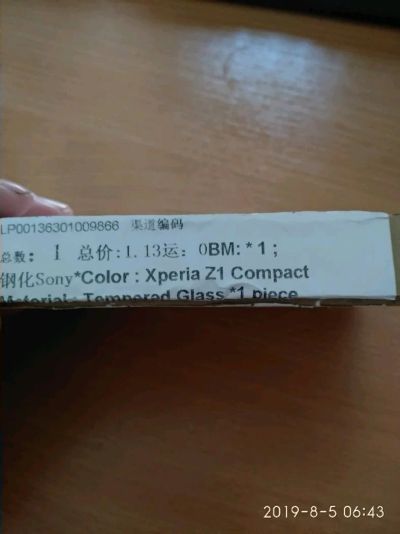 LP00136301009866 渠道编码
总数: 1 总价:1.13运: 0BM: * 1 ;
钢化Sony*Color : Xperia Z1 Compact
Material : Tempered Glass *1 piece
2019-8-5 06:43